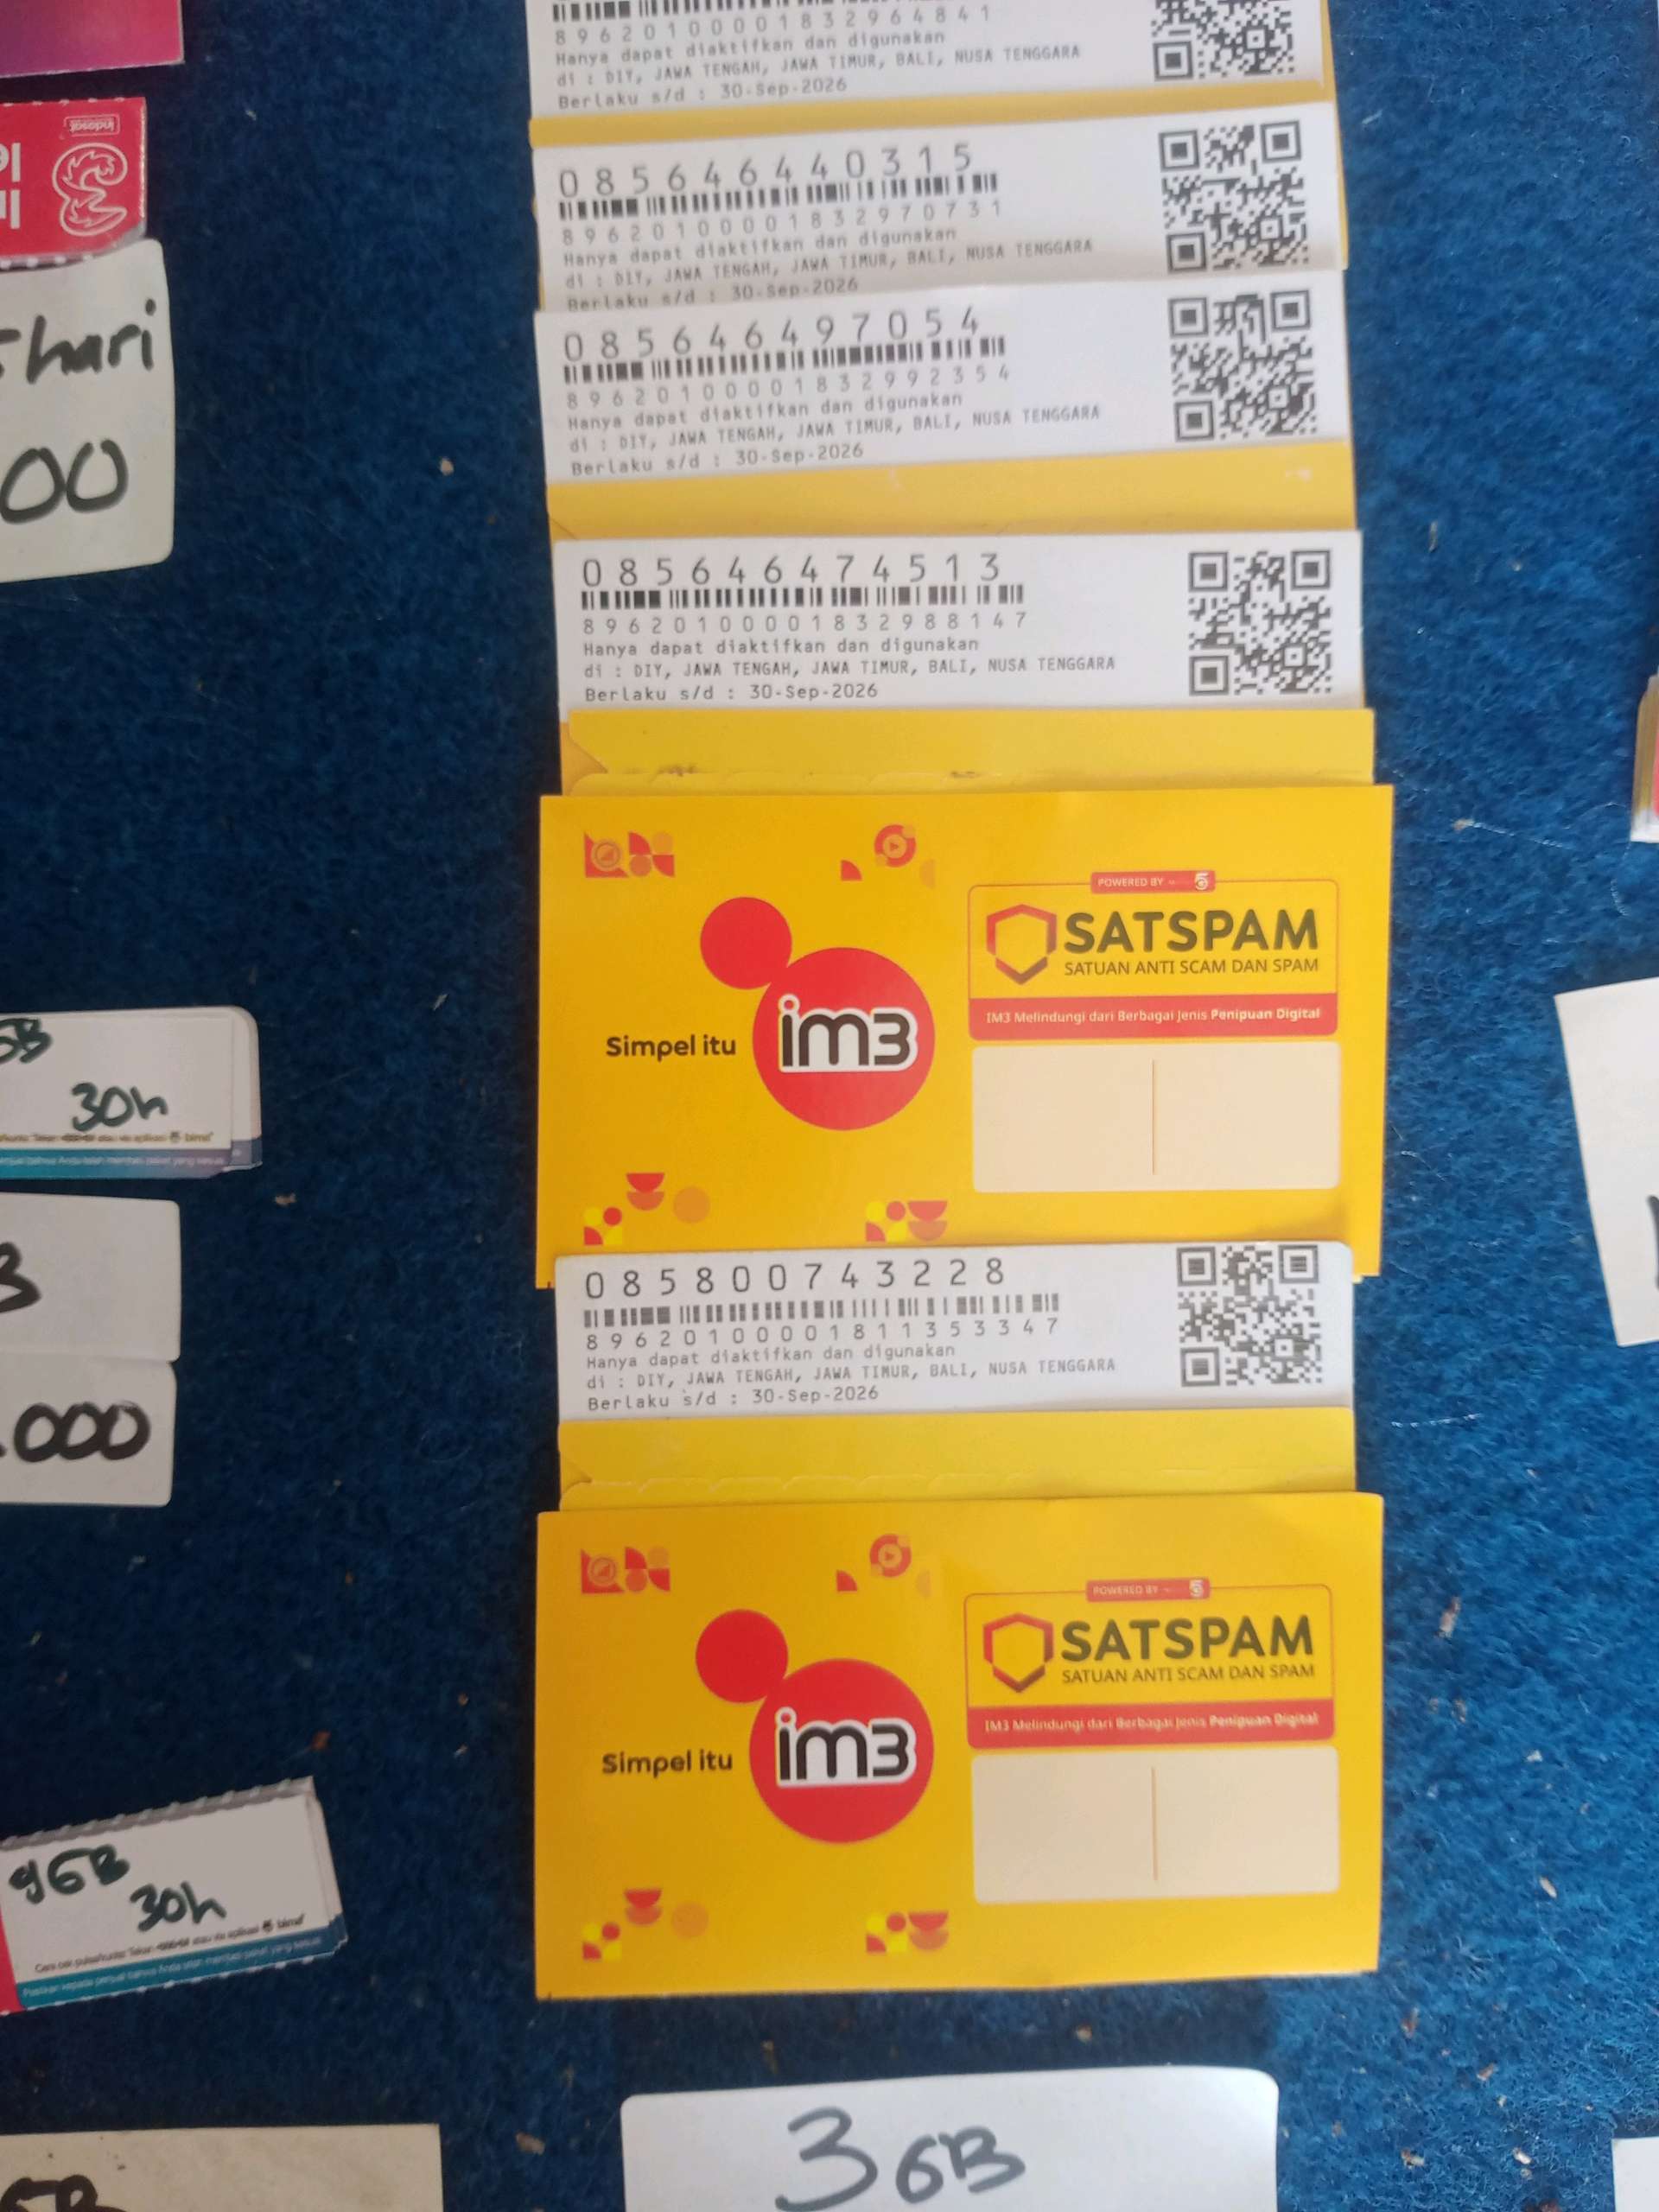 8962010000183296 4841
Hanya dapat diaktifkan dan digunakan
di : DIY, JAWA TENGAH, JAWA TIMUR, BALI, NUSA TENGGARA
Berlaku s/d : 30-Sep-2026
085646440315
89620100001832970731
Hanya dapat diaktifkan dan digunakan
di : DIY, JAWA TENGAH, JAWA TIMUR, BALI, NUSA TENGGARA
Berlaku s/d : 30-Sep-2026
085646497054
89620100001832992354
Hanya dapat diaktifkan dan digunakan
di : DIY, JAWA TENGAH, JAWA TIMUR, BALI, NUSA TENGGARA
Berlaku s/d : 30-Sep-2026
085646474513
89620100001832988147
Hanya dapat diaktifkan dan digunakan
di : DIY, JAWA TENGAH, JAWA TIMUR, BALI, NUSA TENGGARA
Berlaku s/d : 30-Sep-2026
POWERED BY
SATSPAM
SATUAN ANTI SCAM DAN SPAM
IM3 Melindungi dari Berbagai Jenis Penipuan Digital
Simpel itu im3
085800743228
89620100001811353347
Hanya dapat diaktifkan dan digunakan
di : DIY, JAWA TENGAH, JAWA TIMUR, BALI, NUSA TENGGARA
Berlaku s/d : 30-Sep-2026
POWERED BY
SATSPAM
SATUAN ANTI SCAM DAN SPAM
IM3 Melindungi dari Berbagai Jenis Penipuan Digital
Simpel itu im3
3GB
indosat
3
hari
00
30h
.000
9GB
30h